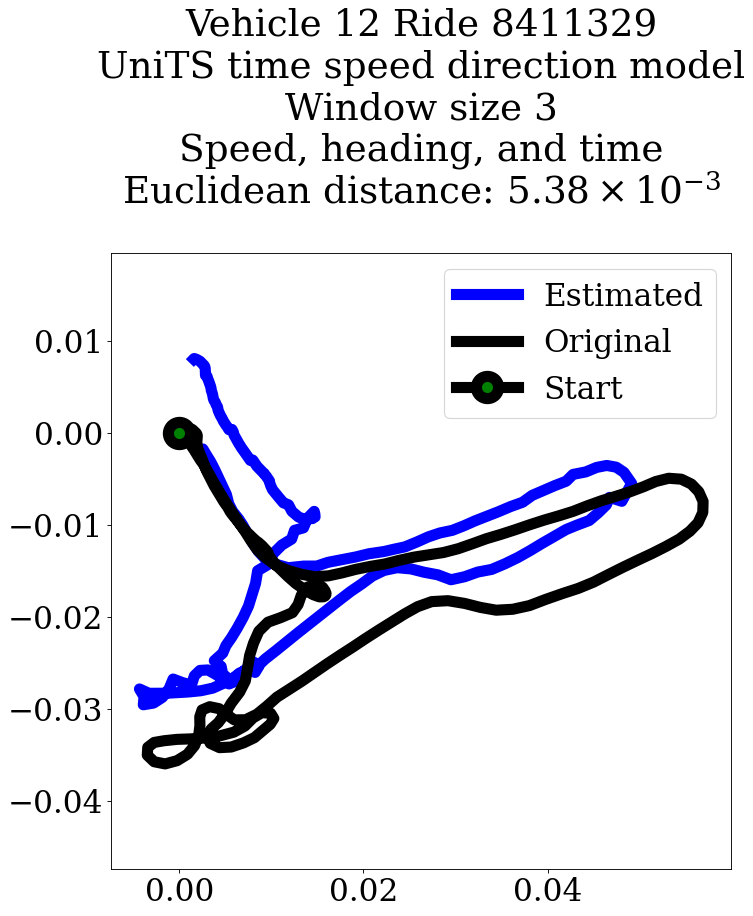 Vehicle 12 Ride 8411329
UniTS time speed direction model
Window size 3
Speed, heading, and time
Euclidean distance: 5.38 × 10⁻³
Estimated
Original
Start
0.01
0.00
−0.01
−0.02
−0.03
−0.04
0.00 0.02 0.04